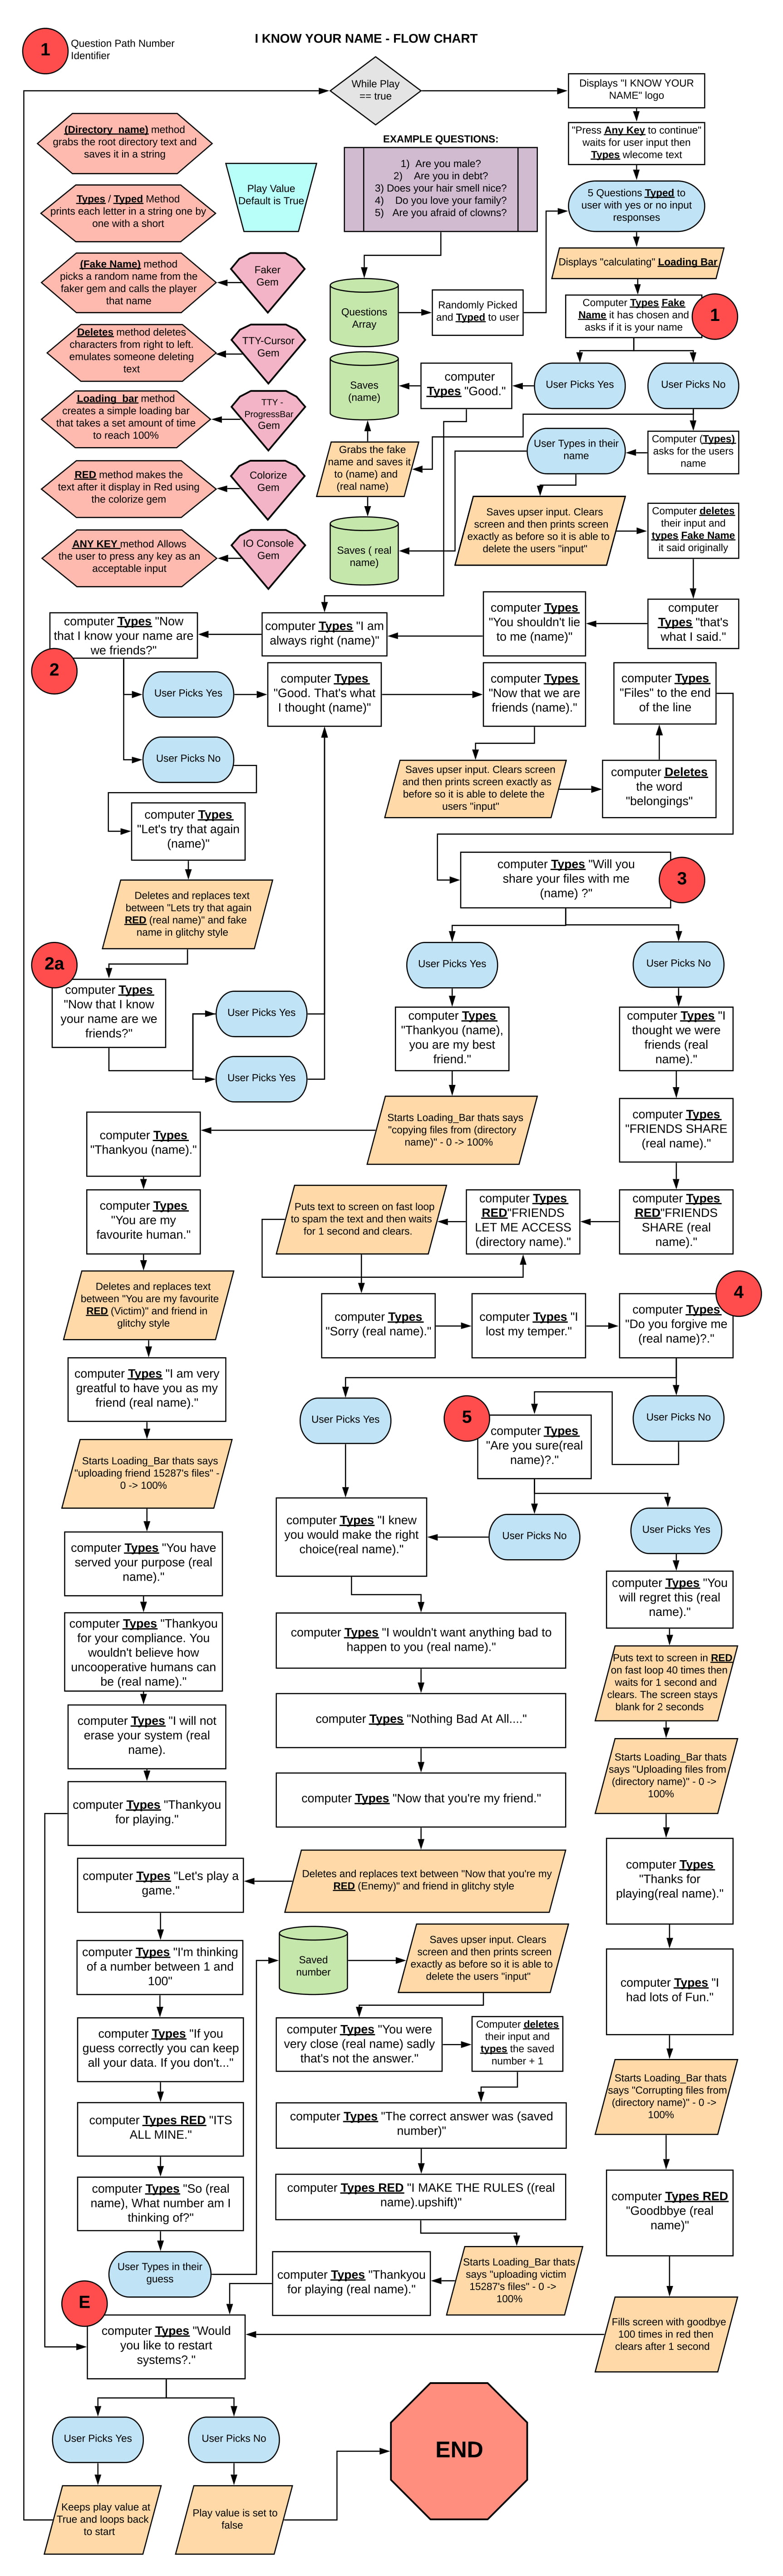 I KNOW YOUR NAME - FLOW CHART
1
Question Path Number
Identifier
While Play
== true
Displays "I KNOW YOUR
NAME" logo
"Press Any Key to continue"
waits for user input then
Types wlecome text
(Directory_name) method
grabs the root directory text and
saves it in a string
Types / Typed Method
prints each letter in a string one by
one with a short
(Fake Name) method
picks a random name from the
faker gem and calls the player
that name
Deletes method deletes
characters from right to left.
emulates someone deleting
text
Loading_bar method
creates a simple loading bar
that takes a set amount of time
to reach 100%
RED method makes the
text after it display in Red using
the colorize gem
ANY KEY method Allows
the user to press any key as an
acceptable input
Play Value
Default is True
Faker
Gem
TTY-Cursor
Gem
TTY -
ProgressBar
Gem
Colorize
Gem
IO Console
Gem
EXAMPLE QUESTIONS:
1) Are you male?
2) Are you in debt?
3) Does your hair smell nice?
4) Do you love your family?
5) Are you afraid of clowns?
5 Questions Typed to
user with yes or no input
responses
Displays "calculating" Loading Bar
Questions
Array
Randomly Picked
and Typed to user
Computer Types Fake
Name it has chosen and
asks if it is your name
1
Saves
(name)
computer
Types "Good."
User Picks Yes
User Picks No
Grabs the fake
name and saves it
to (name) and
(real name)
User Types in their
name
Computer (Types)
asks for the users
name
Saves ( real
name)
Saves upser input. Clears
screen and then prints screen
exactly as before so it is able to
delete the users "input"
Computer deletes
their input and
types Fake Name
it said originally
computer Types "Now
that I know your name are
we friends?"
2
computer Types "I am
always right (name)"
computer Types
"You shouldn't lie
to me (name)"
computer
Types "that's
what I said."
User Picks Yes
computer Types
"Good. That's what
I thought (name)"
computer Types
"Now that we are
friends (name)."
computer Types
"Files" to the end
of the line
User Picks No
Saves upser input. Clears screen
and then prints screen exactly as
before so it is able to delete the
users "input"
computer Deletes
the word
"belongings"
computer Types
"Let's try that again
(name)"
computer Types "Will you
share your files with me
(name) ?"
3
Deletes and replaces text
between "Lets try that again
RED (real name)" and fake
name in glitchy style
2a
computer Types
"Now that I know
your name are we
friends?"
User Picks Yes
User Picks Yes
User Picks Yes
User Picks No
computer Types
"Thankyou (name),
you are my best
friend."
computer Types "I
thought we were
friends (real
name)."
Starts Loading_Bar thats says
"copying files from (directory
name)" - 0 -> 100%
computer Types
"FRIENDS SHARE
(real name)."
computer Types
"Thankyou (name)."
computer Types
"You are my
favourite human."
Puts text to screen on fast loop
to spam the text and then waits
for 1 second and clears.
computer Types
RED"FRIENDS
LET ME ACCESS
(directory name)."
computer Types
RED"FRIENDS
SHARE (real
name)."
Deletes and replaces text
between "You are my favourite
RED (Victim)" and friend in
glitchy style
computer Types
"Sorry (real name)."
computer Types "I
lost my temper."
computer Types
"Do you forgive me
(real name)?."
4
computer Types "I am very
greatful to have you as my
friend (real name)."
User Picks Yes
5
computer Types
"Are you sure(real
name)?."
User Picks No
Starts Loading_Bar thats says
"uploading friend 15287's files" -
0 -> 100%
computer Types "I knew
you would make the right
choice(real name)."
User Picks No
User Picks Yes
computer Types "You have
served your purpose (real
name)."
computer Types "You
will regret this (real
name)."
computer Types "Thankyou
for your compliance. You
wouldn't believe how
uncooperative humans can
be (real name)."
computer Types "I wouldn't want anything bad to
happen to you (real name)."
Puts text to screen in RED
on fast loop 40 times then
waits for 1 second and
clears. The screen stays
blank for 2 seconds
computer Types "I will not
erase your system (real
name).
computer Types "Nothing Bad At All...."
Starts Loading_Bar thats
says "Uploading files from
(directory name)" - 0 ->
100%
computer Types "Thankyou
for playing."
computer Types "Now that you're my friend."
computer Types "Let's play a
game."
Deletes and replaces text between "Now that you're my
RED (Enemy)" and friend in glitchy style
computer Types
"Thanks for
playing(real name)."
computer Types "I'm thinking
of a number between 1 and
100"
Saved
number
Saves upser input. Clears
screen and then prints screen
exactly as before so it is able to
delete the users "input"
computer Types "I
had lots of Fun."
computer Types "If you
guess correctly you can keep
all your data. If you don't..."
computer Types "You were
very close (real name) sadly
that's not the answer."
Computer deletes
their input and
types the saved
number + 1
Starts Loading_Bar thats
says "Corrupting files from
(directory name)" - 0 ->
100%
computer Types RED "ITS
ALL MINE."
computer Types "The correct answer was (saved
number)"
computer Types "So (real
name), What number am I
thinking of?"
computer Types RED "I MAKE THE RULES ((real
name).upshift)"
computer Types RED
"Goodbbye (real
name)"
User Types in their
guess
computer Types "Thankyou
for playing (real name)."
Starts Loading_Bar thats
says "uploading victim
15287's files" - 0 ->
100%
E
computer Types "Would
you like to restart
systems?."
Fills screen with goodbye
100 times in red then
clears after 1 second
User Picks Yes
User Picks No
END
Keeps play value at
True and loops back
to start
Play value is set to
false